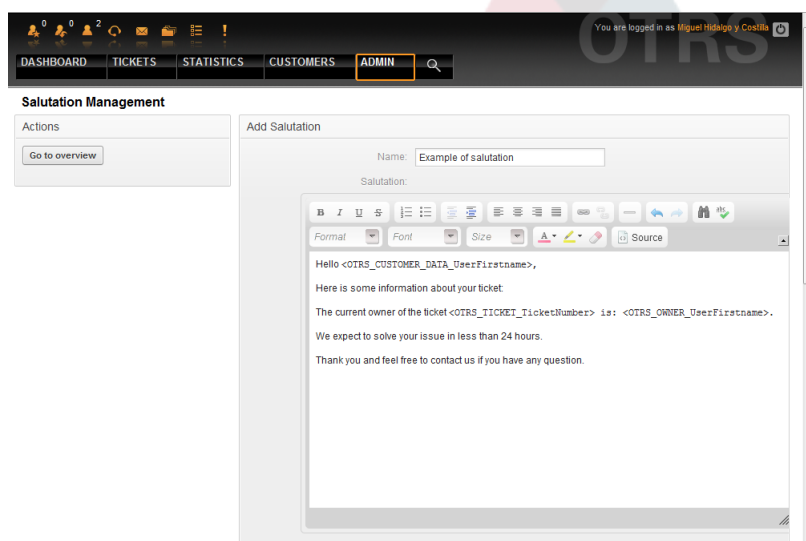 0 0 2
You are logged in as Miguel Hidalgo y Costilla
OTRS
DASHBOARD TICKETS STATISTICS CUSTOMERS ADMIN
Salutation Management
Actions
Go to overview
Add Salutation
Name: Example of salutation
Salutation:
B I U S
Format Font Size A Source
Hello <OTRS_CUSTOMER_DATA_UserFirstname>,
Here is some information about your ticket:
The current owner of the ticket <OTRS_TICKET_TicketNumber> is: <OTRS_OWNER_UserFirstname>.
We expect to solve your issue in less than 24 hours.
Thank you and feel free to contact us if you have any question.